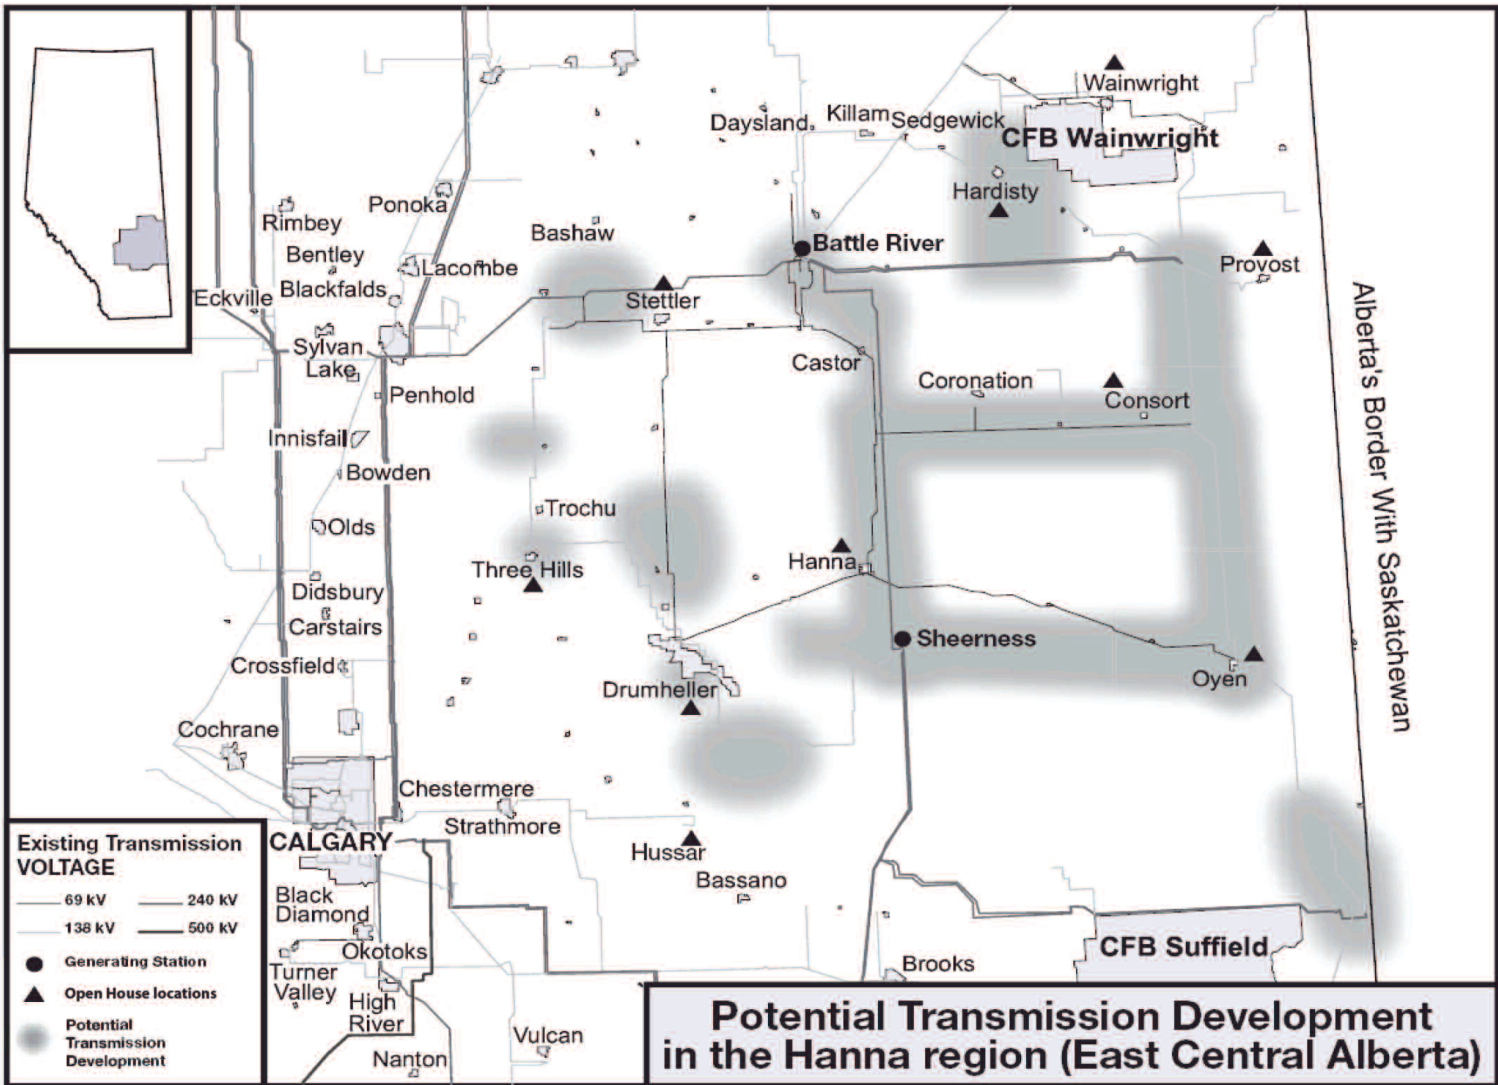 Wainwright
Killam
Sedgewick
Daysland
CFB Wainwright
Hardisty
Ponoka
Rimbey
Bashaw
Battle River
Bentley
Lacombe
Provost
Blackfalds
Eckville
Stettler
Sylvan
Lake
Castor
Coronation
Consort
Penhold
Innisfail
Bowden
Trochu
Olds
Hanna
Three Hills
Didsbury
Carstairs
Sheerness
Crossfield
Oyen
Drumheller
Cochrane
Alberta's Border With Saskatchewan
Chestermere
Strathmore
CALGARY
Hussar
Bassano
Black
Diamond
Okotoks
CFB Suffield
Brooks
Turner
Valley
High
River
Vulcan
Nanton
Existing Transmission
VOLTAGE
69 kV
240 kV
138 kV
500 kV
Generating Station
Open House locations
Potential
Transmission
Development
Potential Transmission Development
in the Hanna region (East Central Alberta)